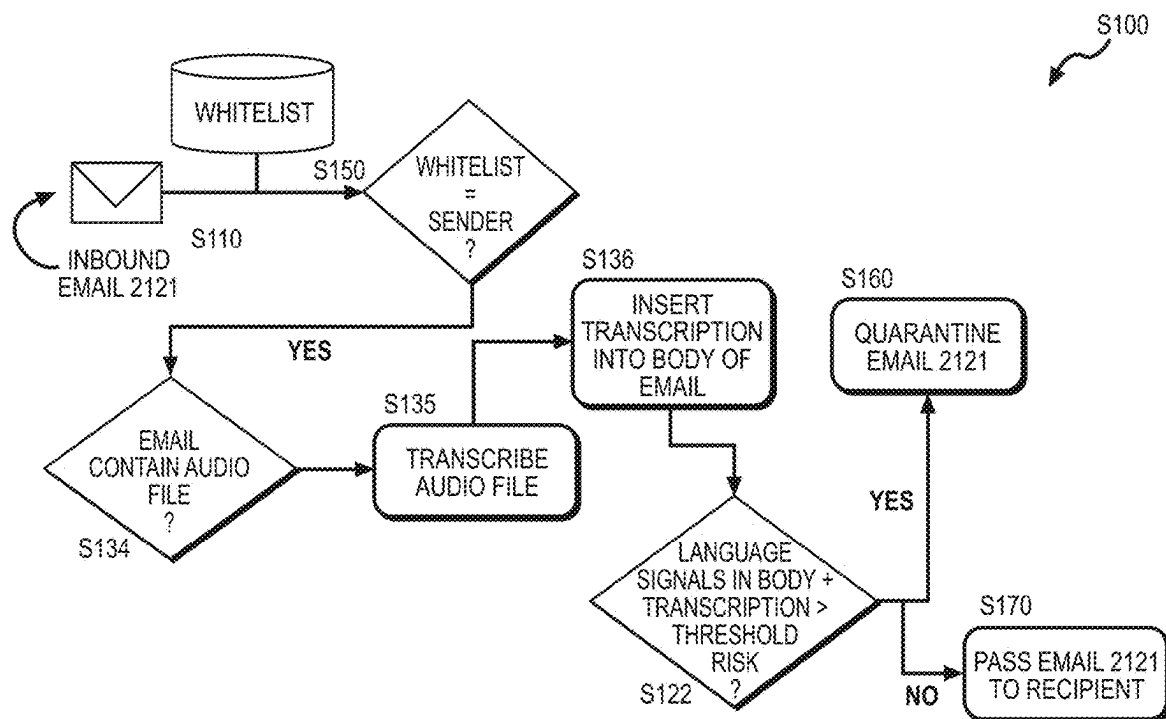 S100
WHITELIST
S150
WHITELIST
=
SENDER
?
S110
INBOUND
EMAIL 2121
YES
S136
INSERT
TRANSCRIPTION
INTO BODY OF
EMAIL
S160
QUARANTINE
EMAIL 2121
EMAIL
CONTAIN AUDIO
FILE
?
S134
S135
TRANSCRIBE
AUDIO FILE
LANGUAGE
SIGNALS IN BODY +
TRANSCRIPTION >
THRESHOLD
RISK
?
S122
YES
NO
S170
PASS EMAIL 2121
TO RECIPIENT